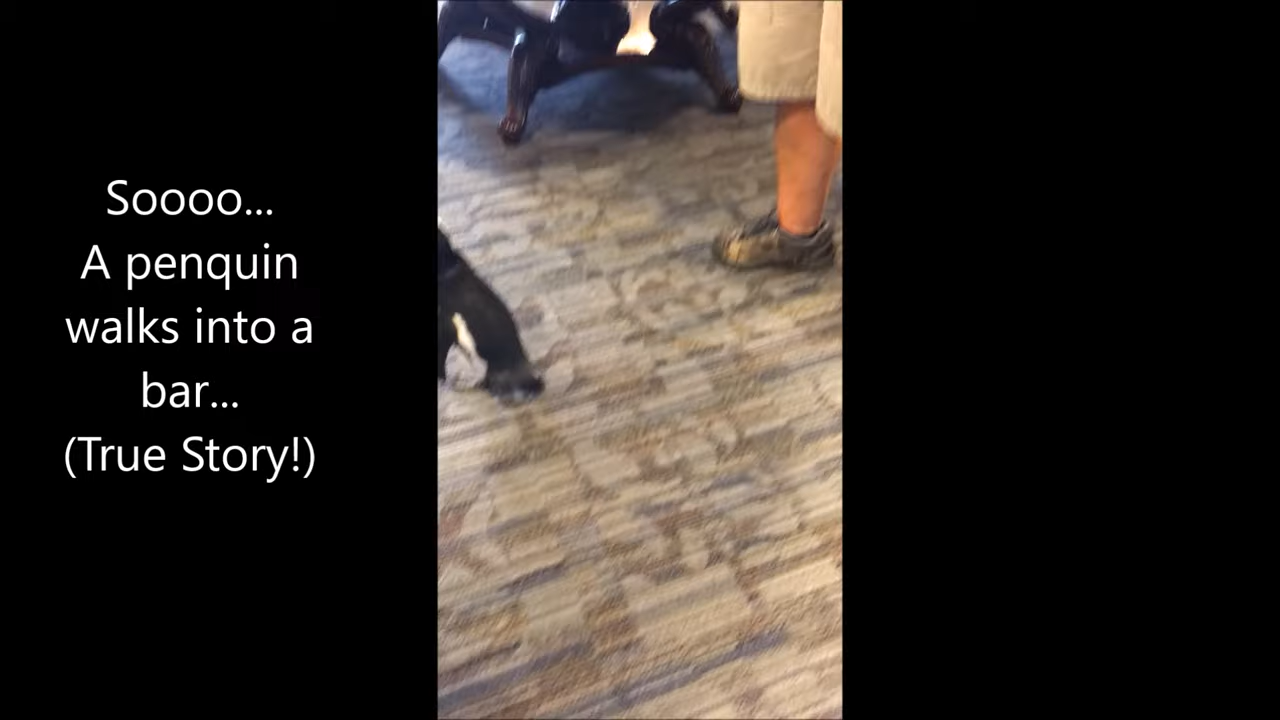 Soooo...
A penquin
walks into a
bar...
(True Story!)